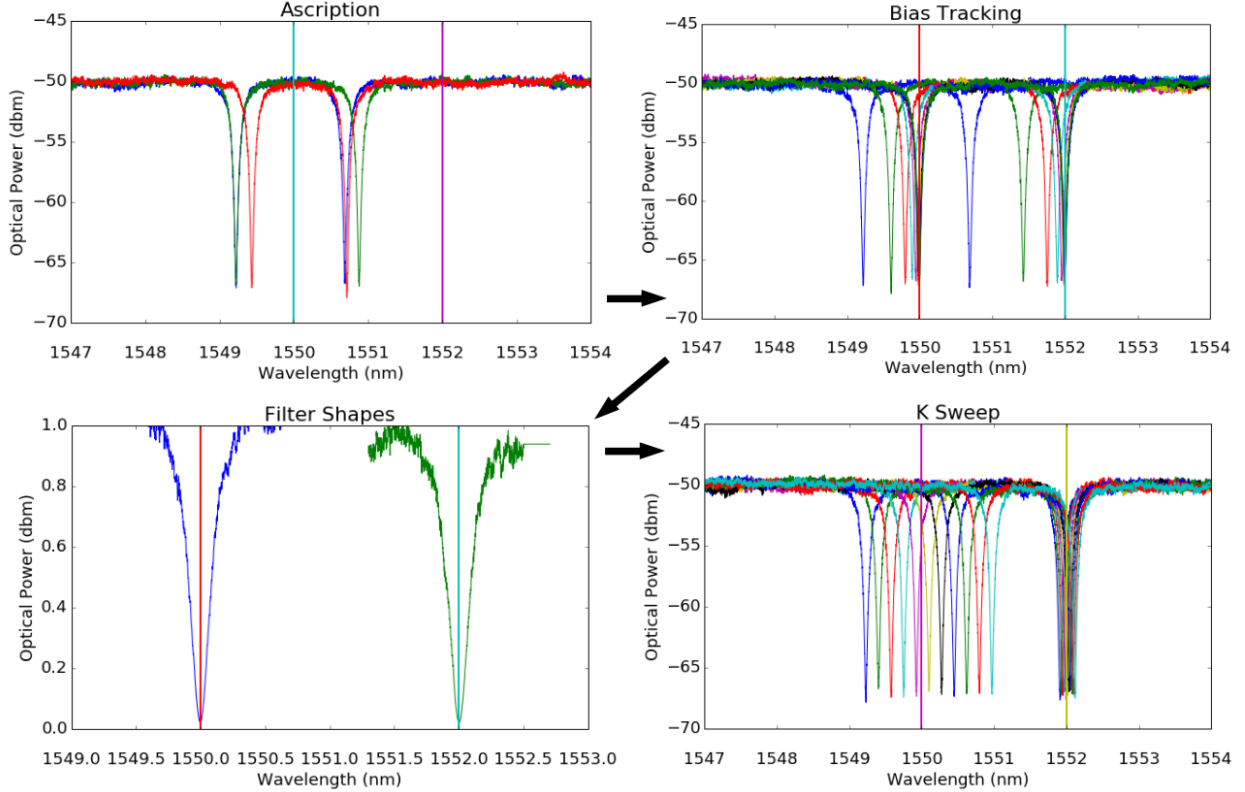 Ascription
−45
−50
−55
−60
−65
−70
Optical Power (dbm)
1547 1548 1549 1550 1551 1552 1553 1554
Wavelength (nm)
Bias Tracking
−45
−50
−55
−60
−65
−70
Optical Power (dbm)
1547 1548 1549 1550 1551 1552 1553 1554
Wavelength (nm)
Filter Shapes
1.0
0.8
0.6
0.4
0.2
0.0
Optical Power (dbm)
1549.0 1549.5 1550.0 1550.5 1551.0 1551.5 1552.0 1552.5 1553.0
Wavelength (nm)
K Sweep
−45
−50
−55
−60
−65
−70
Optical Power (dbm)
1547 1548 1549 1550 1551 1552 1553 1554
Wavelength (nm)